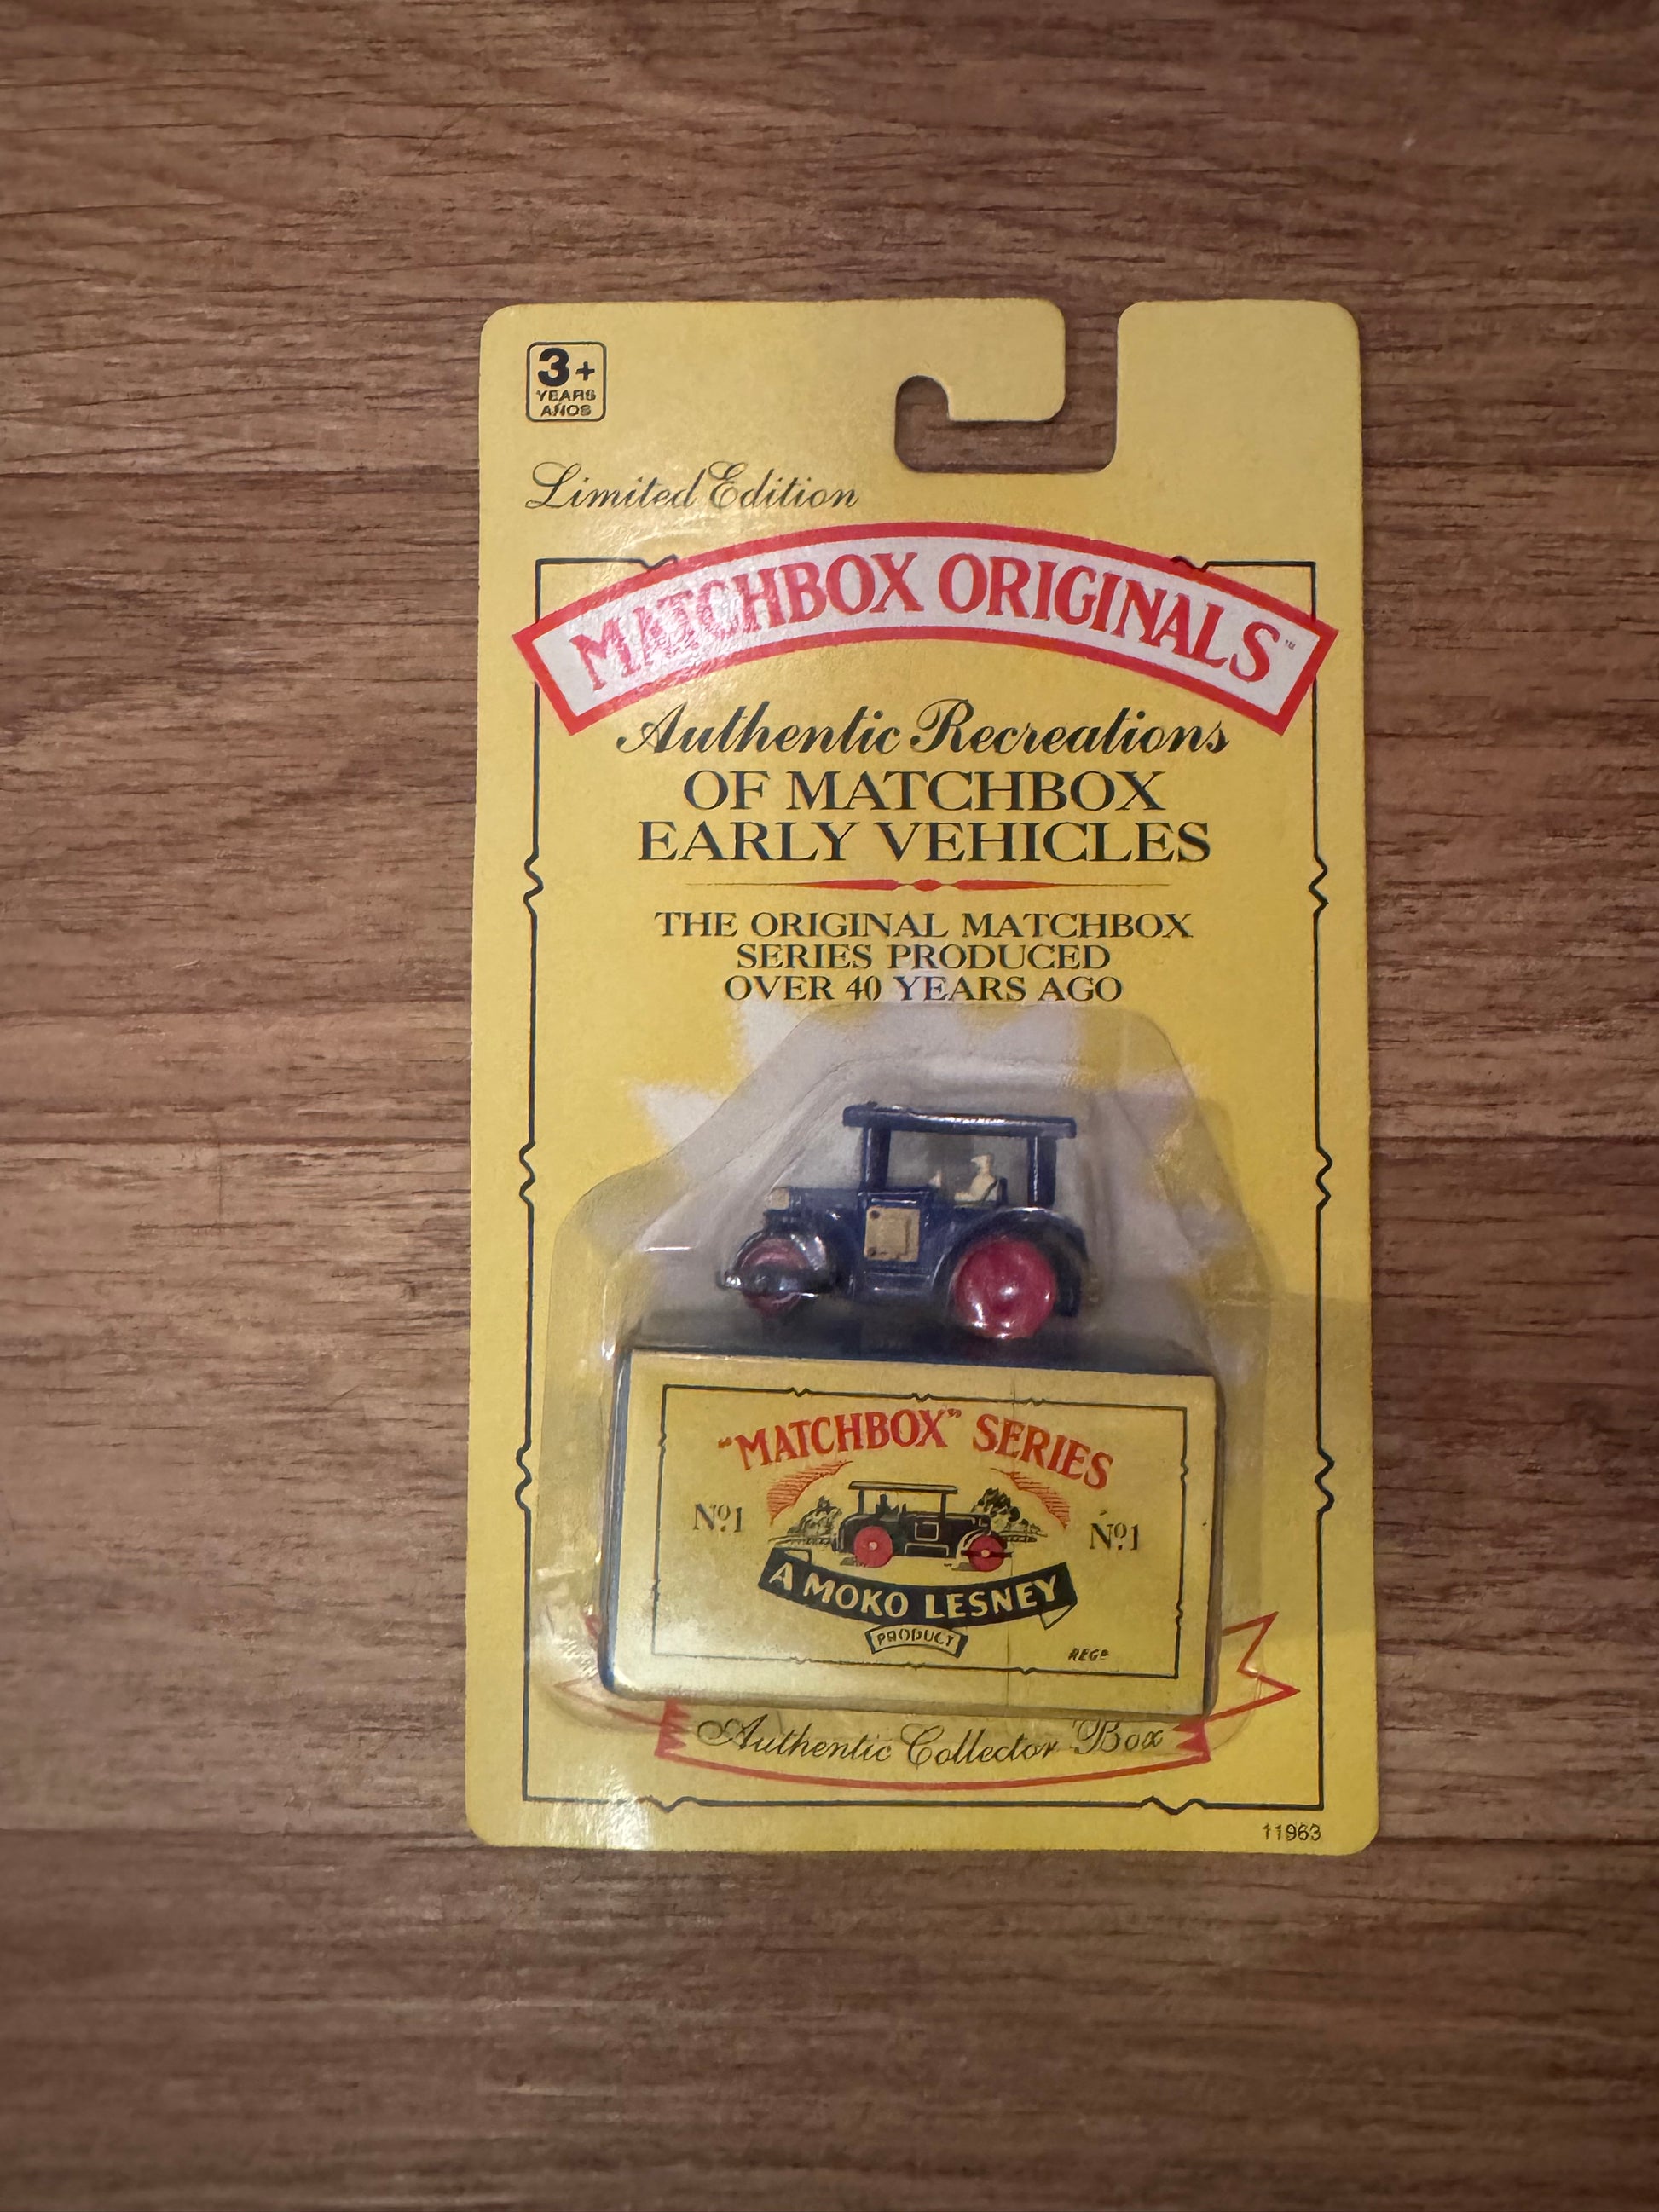 3+
YEARS
AÑOS
Limited Edition
MATCHBOX ORIGINALS™
Authentic Recreations
OF MATCHBOX
EARLY VEHICLES
THE ORIGINAL MATCHBOX
SERIES PRODUCED
OVER 40 YEARS AGO
"MATCHBOX" SERIES
Nº1 Nº1
A MOKO LESNEY
PRODUCT
REGD
Authentic Collector Box
11963